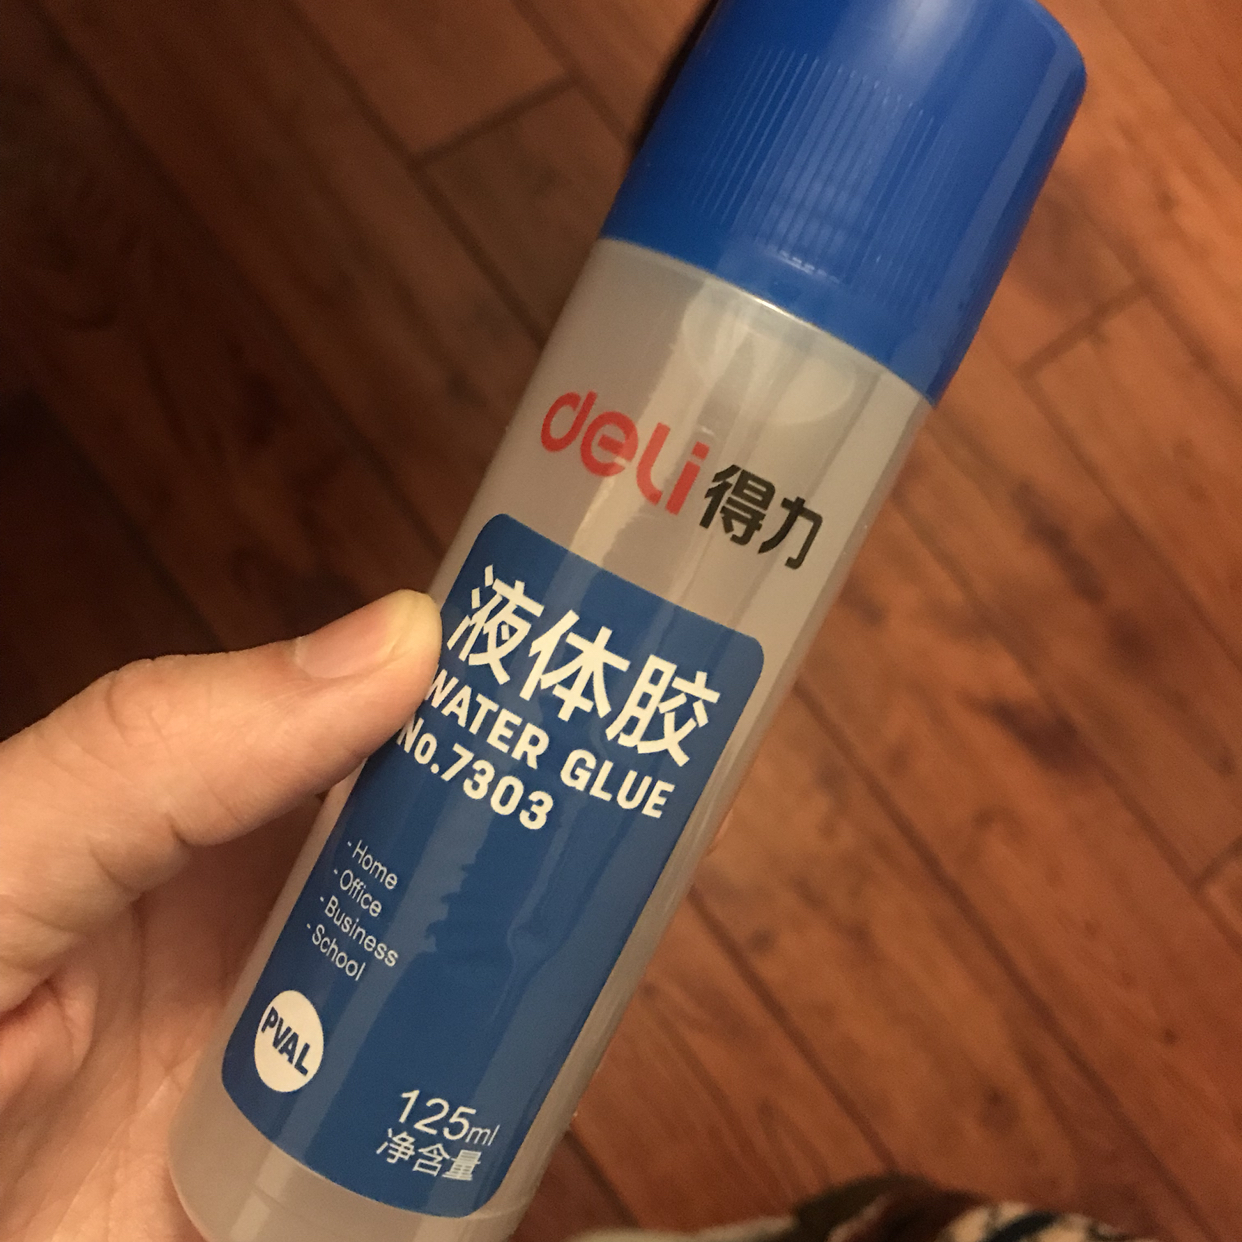 deli 得力
液体胶
WATER GLUE
No.7303
- Home
- Office
- Business
- School
PVAL
125ml
净含量